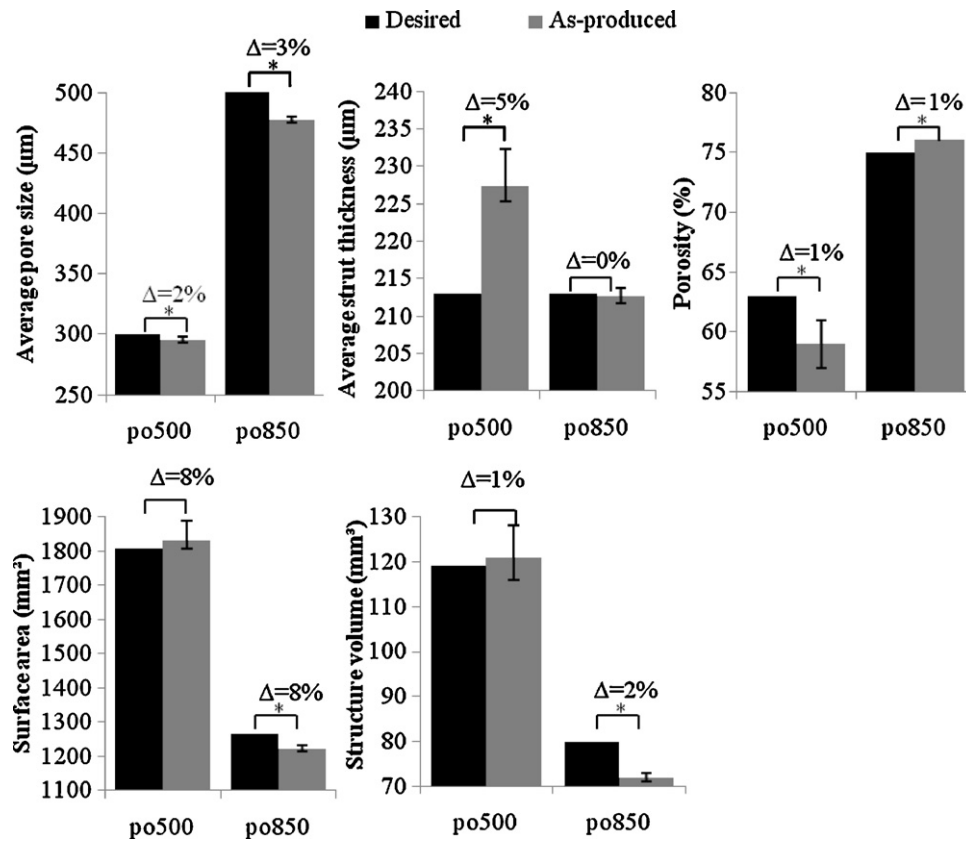 Desired As-produced
Average pore size (µm)
500
450
400
350
300
250
Δ=3%
*
Δ=2%
*
po500 po850
Average strut thickness (µm)
240
235
230
225
220
215
210
205
200
Δ=5%
*
Δ=0%
po500 po850
Porosity (%)
80
75
70
65
60
55
Δ=1%
*
Δ=1%
*
po500 po850
Surface area (mm²)
1900
1800
1700
1600
1500
1400
1300
1200
1100
Δ=8%
Δ=8%
*
po500 po850
Structure volume (mm³)
130
120
110
100
90
80
70
Δ=1%
Δ=2%
*
po500 po850